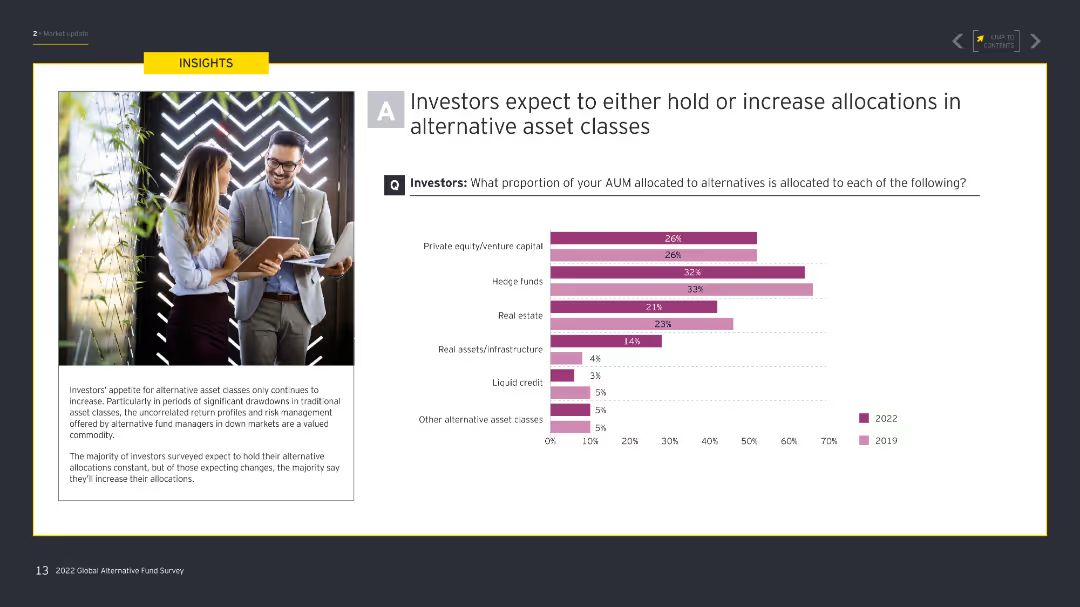 2 • Market update
JUMP TO
CONTENTS
INSIGHTS
A
Investors expect to either hold or increase allocations in
alternative asset classes
Q
Investors: What proportion of your AUM allocated to alternatives is allocated to each of the following?
Private equity/venture capital
26%
26%
Hedge funds
32%
33%
Real estate
21%
23%
Real assets/infrastructure
14%
4%
Liquid credit
3%
5%
Other alternative asset classes
5%
5%
0% 10% 20% 30% 40% 50% 60% 70%
2022
2019
Investors' appetite for alternative asset classes only continues to
increase. Particularly in periods of significant drawdowns in traditional
asset classes, the uncorrelated return profiles and risk management
offered by alternative fund managers in down markets are a valued
commodity.
The majority of investors surveyed expect to hold their alternative
allocations constant, but of those expecting changes, the majority say
they'll increase their allocations.
13 2022 Global Alternative Fund Survey